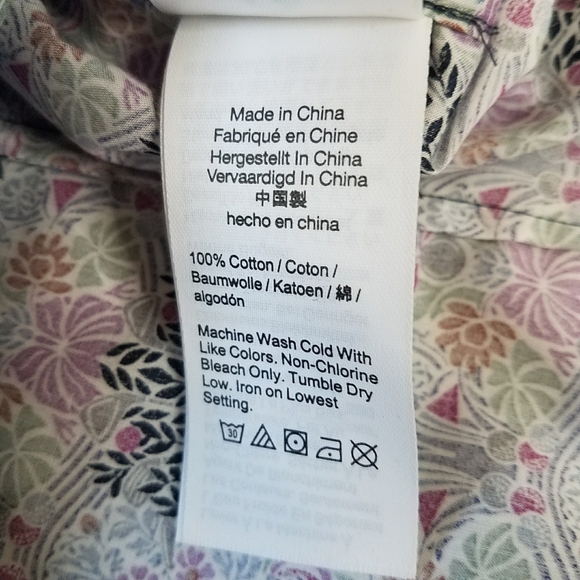 Made in China
Fabriqué en Chine
Hergestellt In China
Vervaardigd In China
中国製
hecho en china
100% Cotton / Coton /
Baumwolle / Katoen / 綿 /
algodón
Machine Wash Cold With
Like Colors. Non-Chlorine
Bleach Only. Tumble Dry
Low. Iron on Lowest
Setting.
30